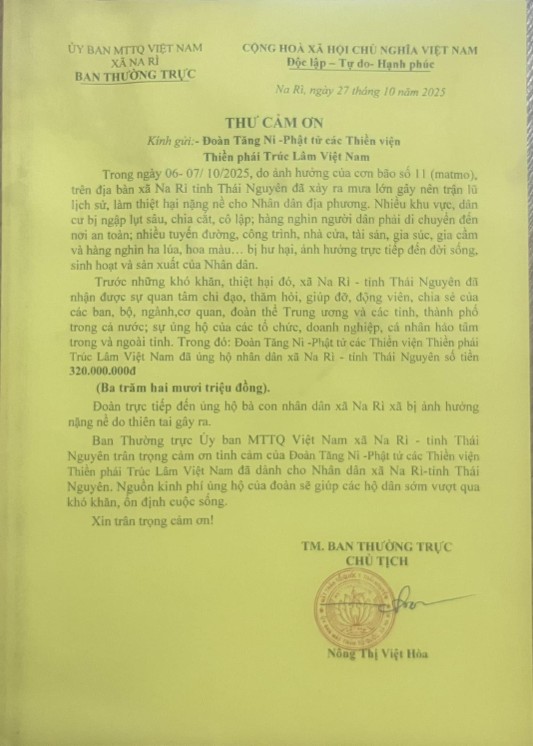 ỦY BAN MTTQ VIỆT NAM
XÃ NA RÌ
BAN THƯỜNG TRỰC
CỘNG HOÀ XÃ HỘI CHỦ NGHĨA VIỆT NAM
Độc lập – Tự do- Hạnh phúc
Na Rì, ngày 27 tháng 10 năm 2025
THƯ CẢM ƠN
Kính gửi:- Đoàn Tăng Ni -Phật tử các Thiền viện
Thiền phái Trúc Lâm Việt Nam
Trong ngày 06- 07/ 10/2025, do ảnh hưởng của cơn bão số 11 (matmo),
trên địa bàn xã Na Rì tỉnh Thái Nguyên đã xảy ra mưa lớn gây nên trận lũ
lịch sử, làm thiệt hại nặng nề cho Nhân dân địa phương. Nhiều khu vực, dân
cư bị ngập lụt sâu, chia cắt, cô lập; hàng nghìn người dân phải di chuyển đến
nơi an toàn; nhiều tuyến đường, công trình, nhà cửa, tài sản, gia súc, gia cầm
và hàng nghìn ha lúa, hoa màu… bị hư hại, ảnh hưởng trực tiếp đến đời sống,
sinh hoạt và sản xuất của Nhân dân.
Trước những khó khăn, thiệt hại đó, xã Na Rì - tỉnh Thái Nguyên đã
nhận được sự quan tâm chỉ đạo, thăm hỏi, giúp đỡ, động viên, chia sẻ của
các ban, bộ, ngành,cơ quan, đoàn thể Trung ương và các tỉnh, thành phố
trong cả nước; sự ủng hộ của các tổ chức, doanh nghiệp, cá nhân hảo tâm
trong và ngoài tỉnh. Trong đó: Đoàn Tăng Ni -Phật tử các Thiền viện Thiền phái
Trúc Lâm Việt Nam đã ủng hộ nhân dân xã Na Rì - tỉnh Thái Nguyên số tiền
320.000.000đ
(Ba trăm hai mươi triệu đồng).
Đoàn trực tiếp đến ủng hộ bà con nhân dân xã Na Rì xã bị ảnh hưởng
nặng nề do thiên tai gây ra.
Ban Thường trực Ủy ban MTTQ Việt Nam xã Na Rì - tỉnh Thái
Nguyên trân trọng cảm ơn tình cảm của Đoàn Tăng Ni -Phật tử các Thiền viện
Thiền phái Trúc Lâm Việt Nam đã dành cho Nhân dân xã Na Rì-tỉnh Thái
Nguyên. Nguồn kinh phí ủng hộ của đoàn sẽ giúp các hộ dân sớm vượt qua
khó khăn, ổn định cuộc sống.
Xin trân trọng cảm ơn!
TM. BAN THƯỜNG TRỰC
CHỦ TỊCH
Nông Thị Việt Hòa